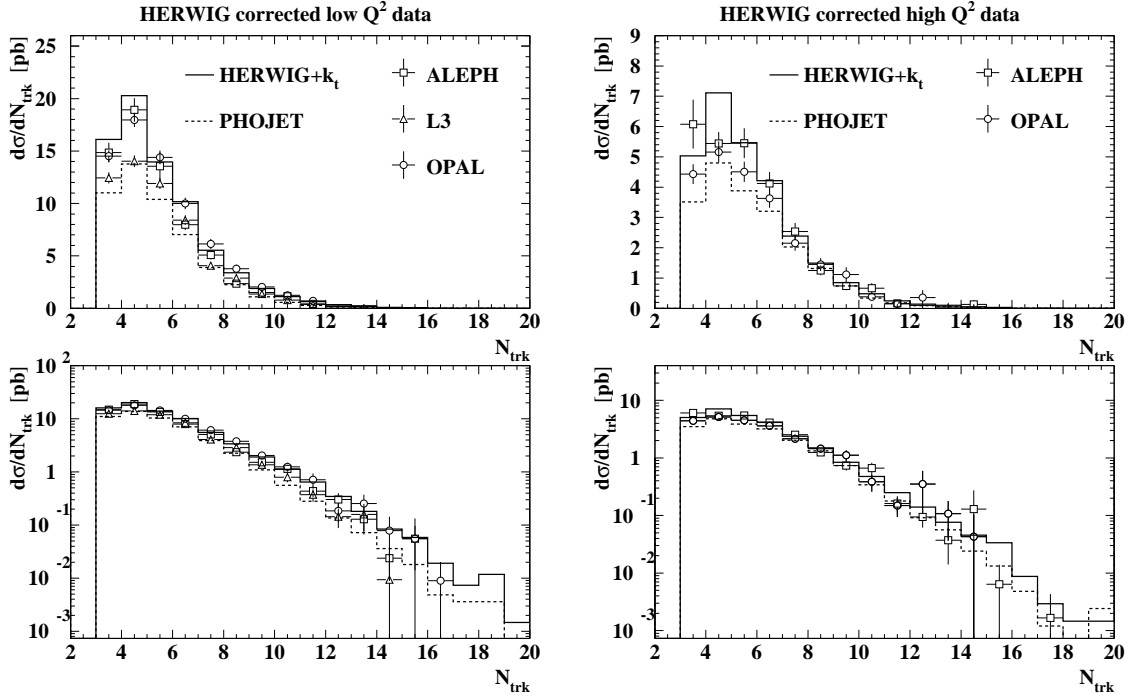 HERWIG corrected low Q² data
dσ/dN_trk [pb]
25
20
15
10
5
0
HERWIG+k_t
PHOJET
ALEPH
L3
OPAL
2 4 6 8 10 12 14 16 18 20
N_trk
HERWIG corrected high Q² data
dσ/dN_trk [pb]
9
8
7
6
5
4
3
2
1
0
HERWIG+k_t
PHOJET
ALEPH
OPAL
2 4 6 8 10 12 14 16 18 20
N_trk
dσ/dN_trk [pb]
10²
10
1
10⁻¹
10⁻²
10⁻³
2 4 6 8 10 12 14 16 18 20
N_trk
dσ/dN_trk [pb]
10
1
10⁻¹
10⁻²
10⁻³
2 4 6 8 10 12 14 16 18 20
N_trk